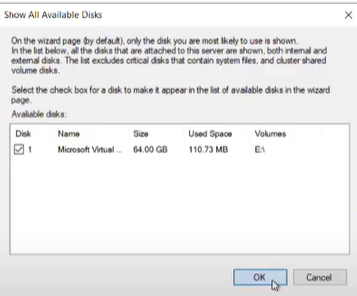 Show All Available Disks
On the wizard page (by default), only the disk you are most likely to use is shown.
In the list below, all the disks that are attached to this server are shown, both internal and
external disks. The list excludes critical disks that contain system files, and cluster shared
volume disks.
Select the check box for a disk to make it appear in the list of available disks in the wizard
page.
Available disks:
Disk Name Size Used Space Volumes
1 Microsoft Virtual ... 64.00 GB 110.73 MB E:\
OK Cancel